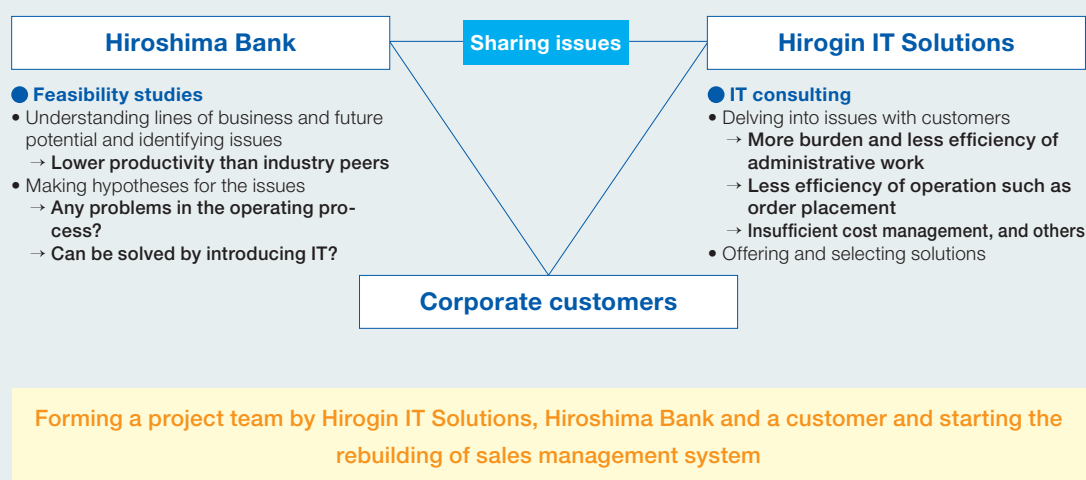 Hiroshima Bank
Sharing issues
Hirogin IT Solutions
● Feasibility studies
• Understanding lines of business and future
potential and identifying issues
→ Lower productivity than industry peers
• Making hypotheses for the issues
→ Any problems in the operating pro-
cess?
→ Can be solved by introducing IT?
● IT consulting
• Delving into issues with customers
→ More burden and less efficiency of
administrative work
→ Less efficiency of operation such as
order placement
→ Insufficient cost management, and others
• Offering and selecting solutions
Corporate customers
Forming a project team by Hirogin IT Solutions, Hiroshima Bank and a customer and starting the
rebuilding of sales management system